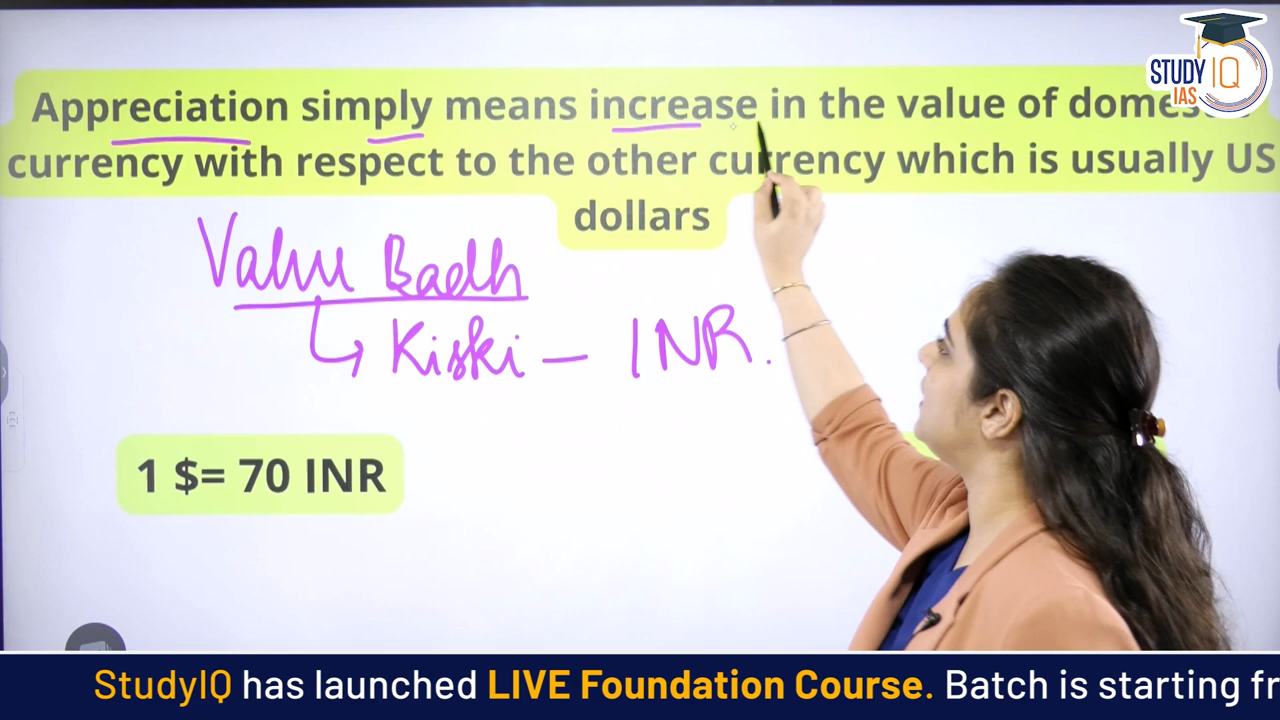 STUDY IQ
IAS
Appreciation simply means increase in the value of domes
currency with respect to the other currency which is usually US
dollars
Value Badh
Kiski - INR.
1 $= 70 INR
StudyIQ has launched LIVE Foundation Course. Batch is starting fr